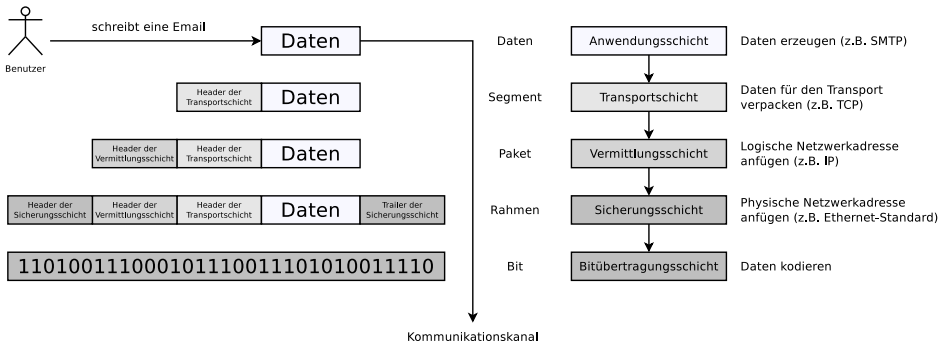 schreibt eine Email
Benutzer
Daten
Daten
Anwendungsschicht
Daten erzeugen (z.B. SMTP)
Header der
Transportschicht
Daten
Segment
Transportschicht
Daten für den Transport
verpacken (z.B. TCP)
Header der
Vermittlungsschicht
Header der
Transportschicht
Daten
Paket
Vermittlungsschicht
Logische Netzwerkadresse
anfügen (z.B. IP)
Header der
Sicherungsschicht
Header der
Vermittlungsschicht
Header der
Transportschicht
Daten
Trailer der
Sicherungsschicht
Rahmen
Sicherungsschicht
Physische Netzwerkadresse
anfügen (z.B. Ethernet-Standard)
110100111000101110011101010011110
Bit
Bitübertragungsschicht
Daten kodieren
Kommunikationskanal